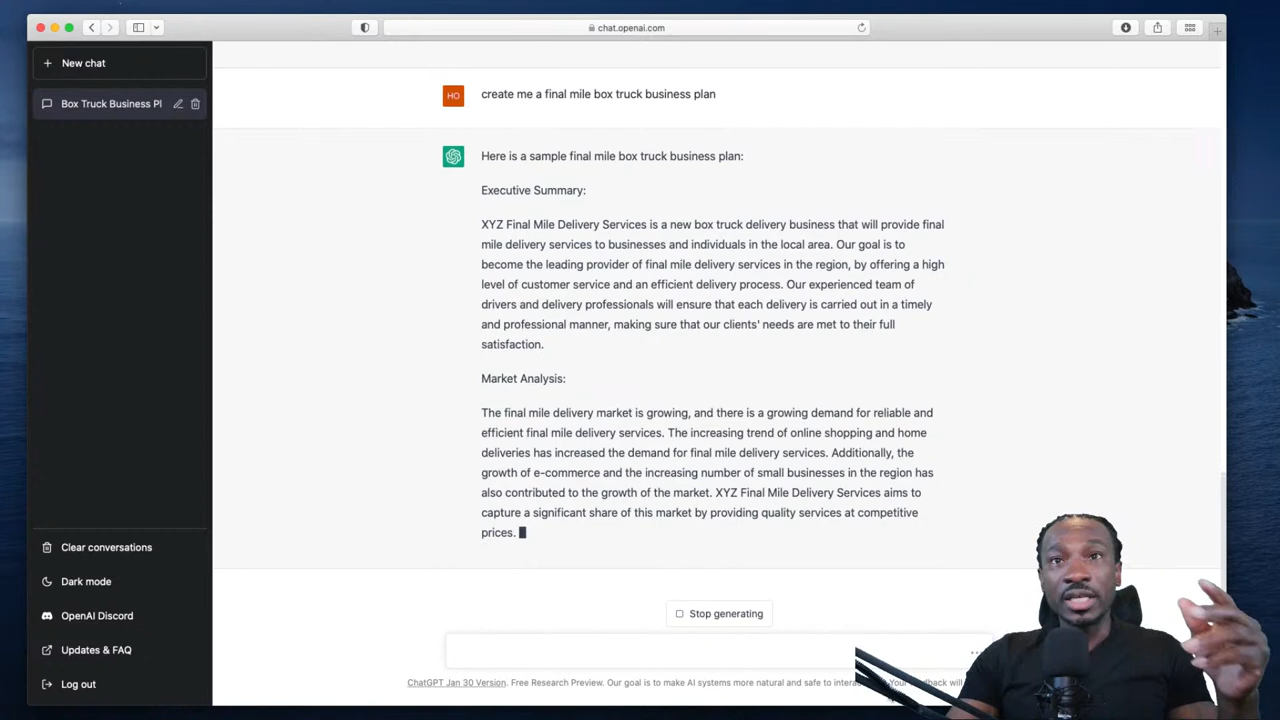 chat.openai.com
New chat
Box Truck Business Pl
HO
create me a final mile box truck business plan
Here is a sample final mile box truck business plan:
Executive Summary:
XYZ Final Mile Delivery Services is a new box truck delivery business that will provide final
mile delivery services to businesses and individuals in the local area. Our goal is to
become the leading provider of final mile delivery services in the region, by offering a high
level of customer service and an efficient delivery process. Our experienced team of
drivers and delivery professionals will ensure that each delivery is carried out in a timely
and professional manner, making sure that our clients' needs are met to their full
satisfaction.
Market Analysis:
The final mile delivery market is growing, and there is a growing demand for reliable and
efficient final mile delivery services. The increasing trend of online shopping and home
deliveries has increased the demand for final mile delivery services. Additionally, the
growth of e-commerce and the increasing number of small businesses in the region has
also contributed to the growth of the market. XYZ Final Mile Delivery Services aims to
capture a significant share of this market by providing quality services at competitive
prices.
Clear conversations
Dark mode
OpenAI Discord
Updates & FAQ
Log out
Stop generating
ChatGPT Jan 30 Version. Free Research Preview. Our goal is to make AI systems more natural and safe to feedback will